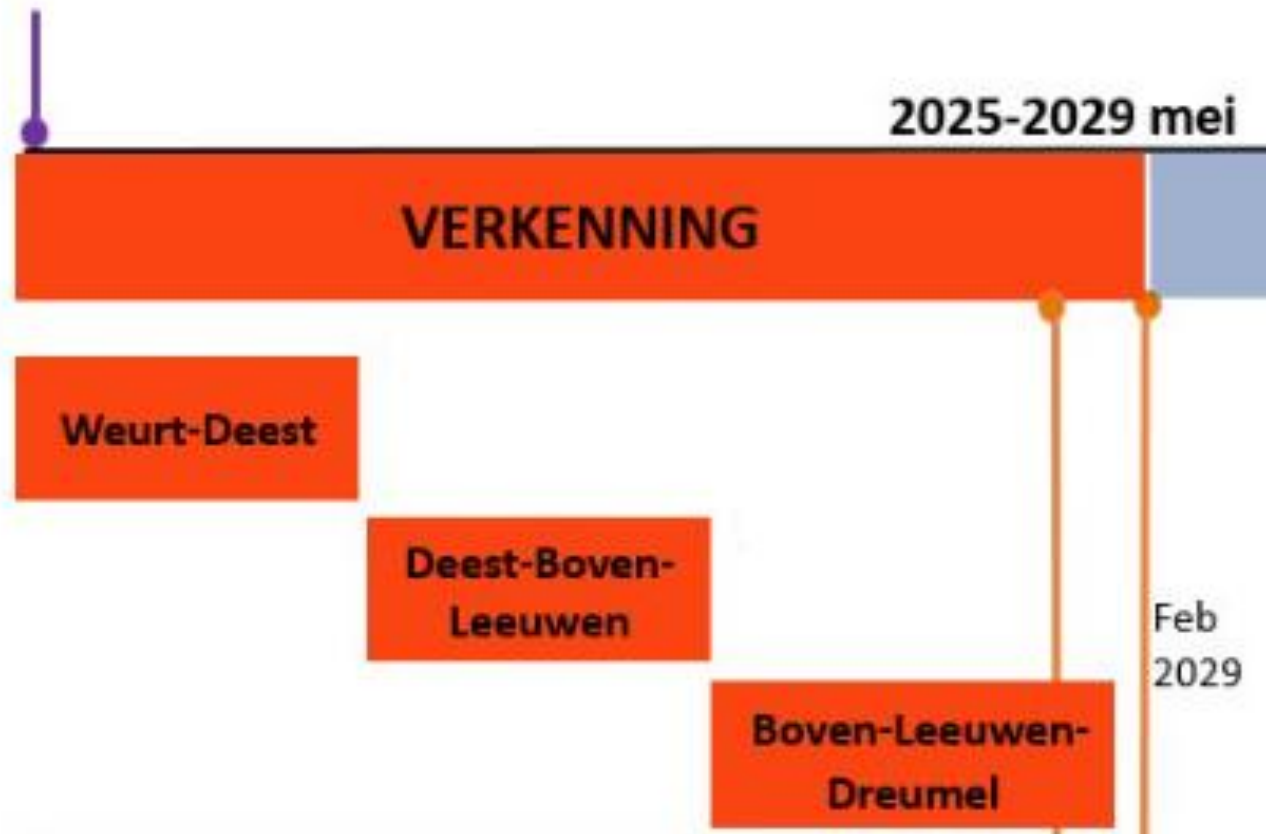 2025-2029 mei
VERKENNING
Weurt-Deest
Deest-Boven-
Leeuwen
Feb
2029
Boven-Leeuwen-
Dreumel